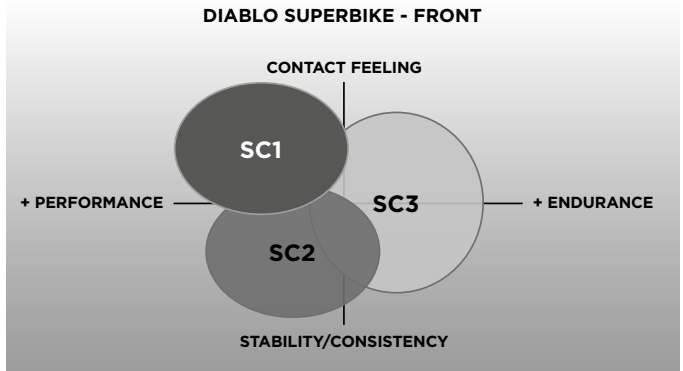 DIABLO SUPERBIKE - FRONT
CONTACT FEELING
SC1
+ PERFORMANCE
SC3
+ ENDURANCE
SC2
STABILITY/CONSISTENCY